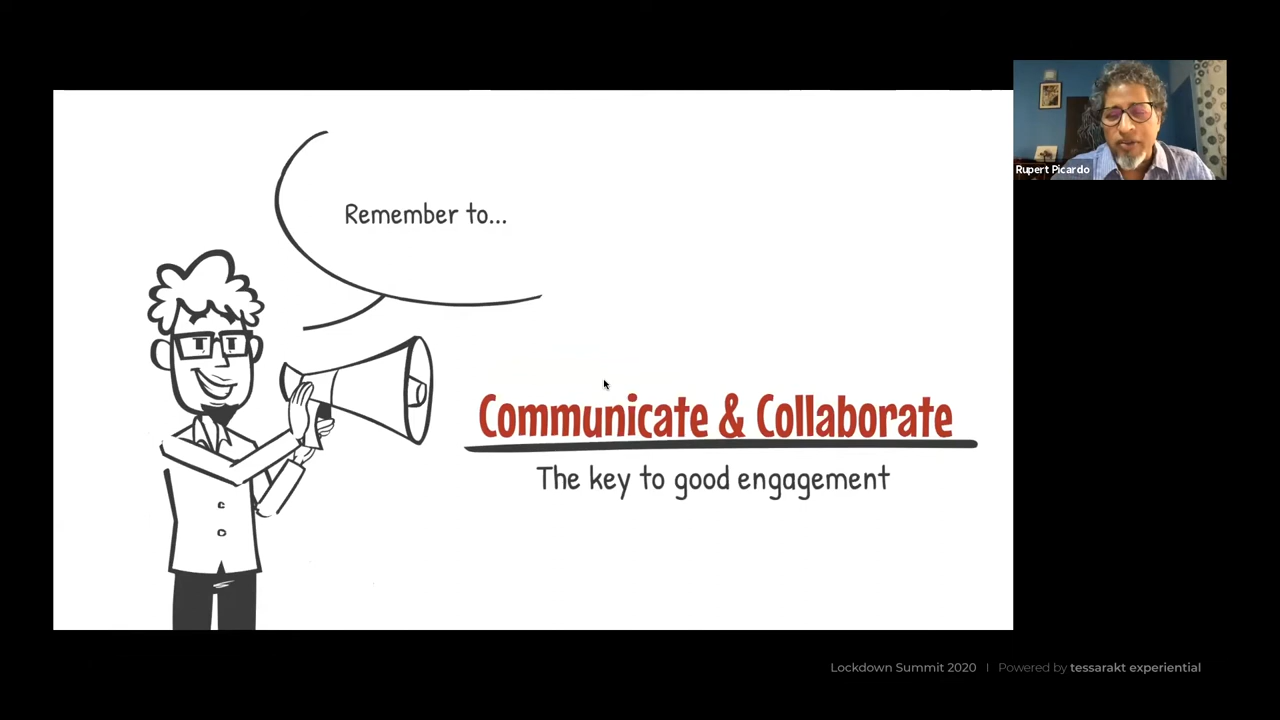 Remember to...
Communicate & Collaborate
The key to good engagement
Rupert Picardo
Lockdown Summit 2020 | Powered by tessarakt experiential